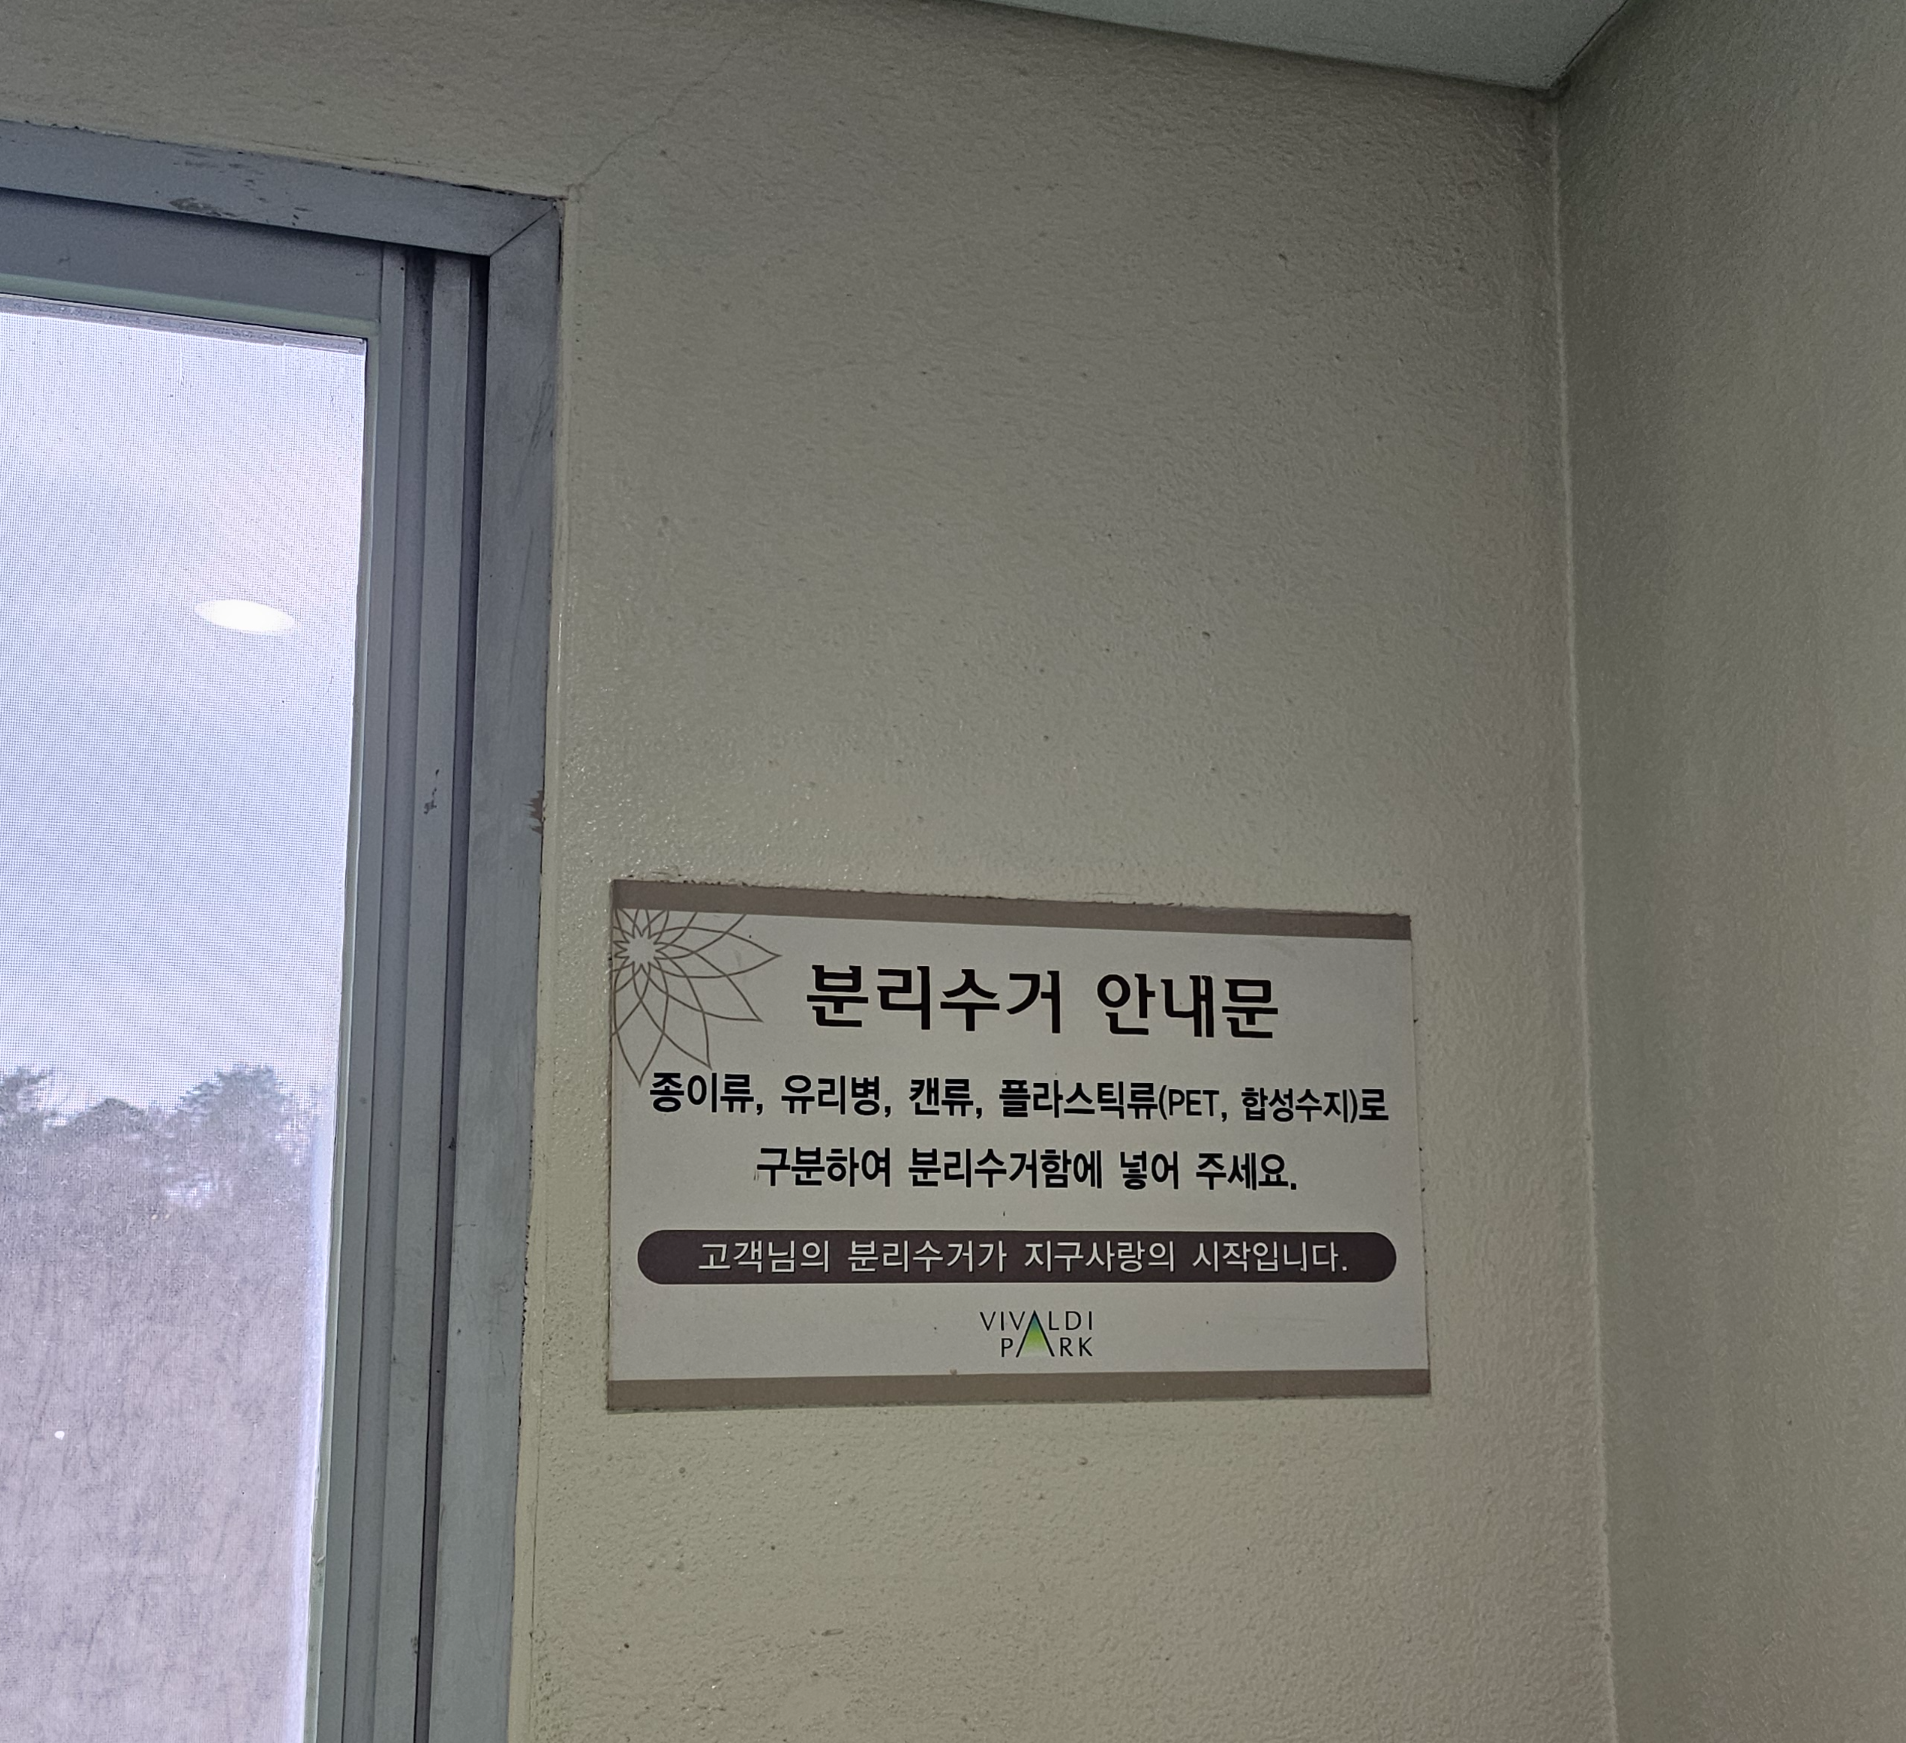 분리수거 안내문
종이류, 유리병, 캔류, 플라스틱류(PET, 합성수지)로
구분하여 분리수거함에 넣어 주세요.
고객님의 분리수거가 지구사랑의 시작입니다.
VIVALDI
PARK